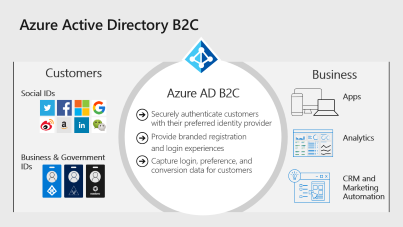 Azure Active Directory B2C
Customers
Social IDs
Business & Government
IDs
Azure AD B2C
Securely authenticate customers
with their preferred identity provider
Provide branded registration
and login experiences
Capture login, preference, and
conversion data for customers
Business
Apps
Analytics
CRM and
Marketing
Automation